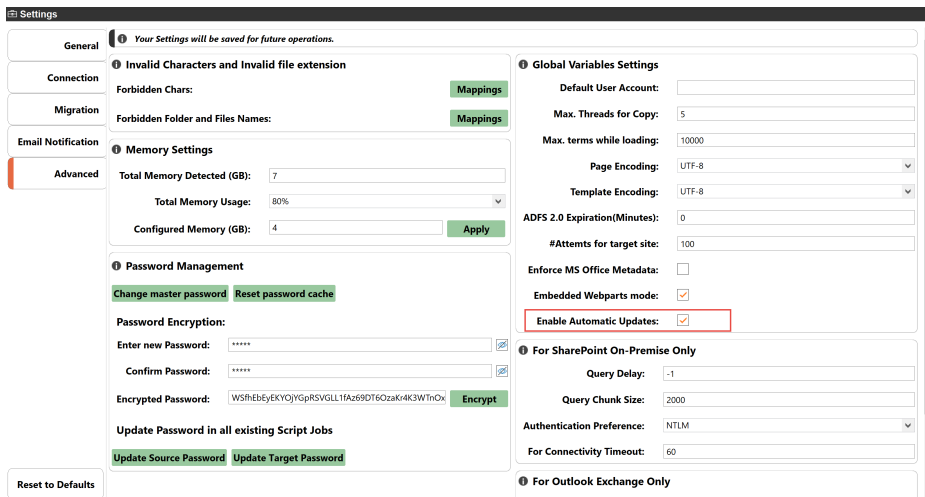 Settings
General
Connection
Migration
Email Notification
Advanced
Reset to Defaults
Your Settings will be saved for future operations.
Invalid Characters and Invalid file extension
Forbidden Chars: Mappings
Forbidden Folder and Files Names: Mappings
Memory Settings
Total Memory Detected (GB): 7
Total Memory Usage: 80%
Configured Memory (GB): 4 Apply
Password Management
Change master password Reset password cache
Password Encryption:
Enter new Password: *****
Confirm Password: *****
Encrypted Password: WSfhEbEyEKYOjYGpRSVGLL1fAz69DT6OzaKr4K3WTnOx Encrypt
Update Password in all existing Script Jobs
Update Source Password Update Target Password
Global Variables Settings
Default User Account:
Max. Threads for Copy: 5
Max. terms while loading: 10000
Page Encoding: UTF-8
Template Encoding: UTF-8
ADFS 2.0 Expiration(Minutes): 0
#Attemts for target site: 100
Enforce MS Office Metadata:
Embedded Webparts mode:
Enable Automatic Updates:
For SharePoint On-Premise Only
Query Delay: -1
Query Chunk Size: 2000
Authentication Preference: NTLM
For Connectivity Timeout: 60
For Outlook Exchange Only